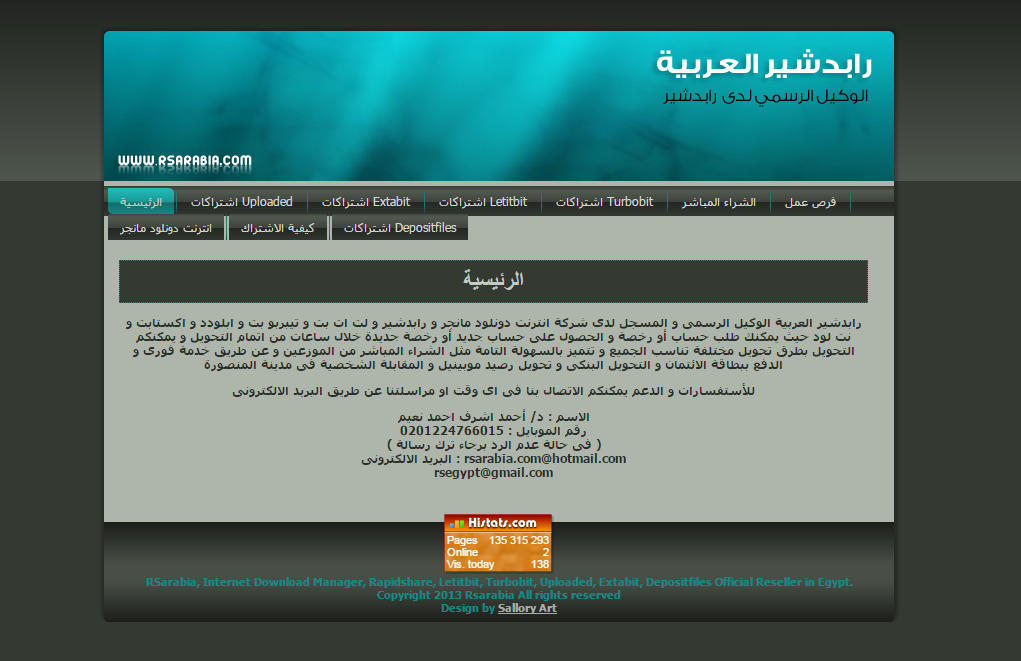 رابدشير العربية
الوكيل الرسمي لدى رابدشير
WWW.RSARABIA.COM
الرئيسية
اشتراكات Uploaded
اشتراكات Extabit
اشتراكات Letitbit
اشتراكات Turbobit
الشراء المباشر
فرص عمل
انترنت دونلود مانجر
كيفية الاشتراك
اشتراكات Depositfiles
الرئيسية
رابدشير العربية الوكيل الرسمى و المسجل لدى شركة انترنت دونلود مانجر و رابدشير و لت ات بت و تيربو بت و ابلودد و اكستابت و
نت لود حيث يمكنك طلب حساب أو رخصة و الحصول على حساب جديد أو رخصة جديدة خلال ساعات من اتمام التحويل و يمكنكم
التحويل بطرق تحويل مختلفة تناسب الجميع و تتميز بالسهولة التامة مثل الشراء المباشر من الموزعين و عن طريق خدمة فورى و
الدفع ببطاقة الائتمان و التحويل البنكى و تحويل رصيد موبينيل و المقابلة الشخصية فى مدينة المنصورة
للأستفسارات و الدعم يمكنكم الاتصال بنا فى اى وقت او مراسلتنا عن طريق البريد الالكترونى
الاسم : د/ أحمد اشرف احمد نعيم
رقم الموبايل : 0201224766015
( فى حالة عدم الرد برجاء ترك رسالة )
البريد الالكترونى : rsarabia.com@hotmail.com
rsegypt@gmail.com
Histats.com
Pages 135 315 293
Online 2
Vis. today 138
RSarabia, Internet Download Manager, Rapidshare, Letitbit, Turbobit, Uploaded, Extabit, Depositfiles Official Reseller in Egypt.
Copyright 2013 Rsarabia All rights reserved
Design by Sallory Art